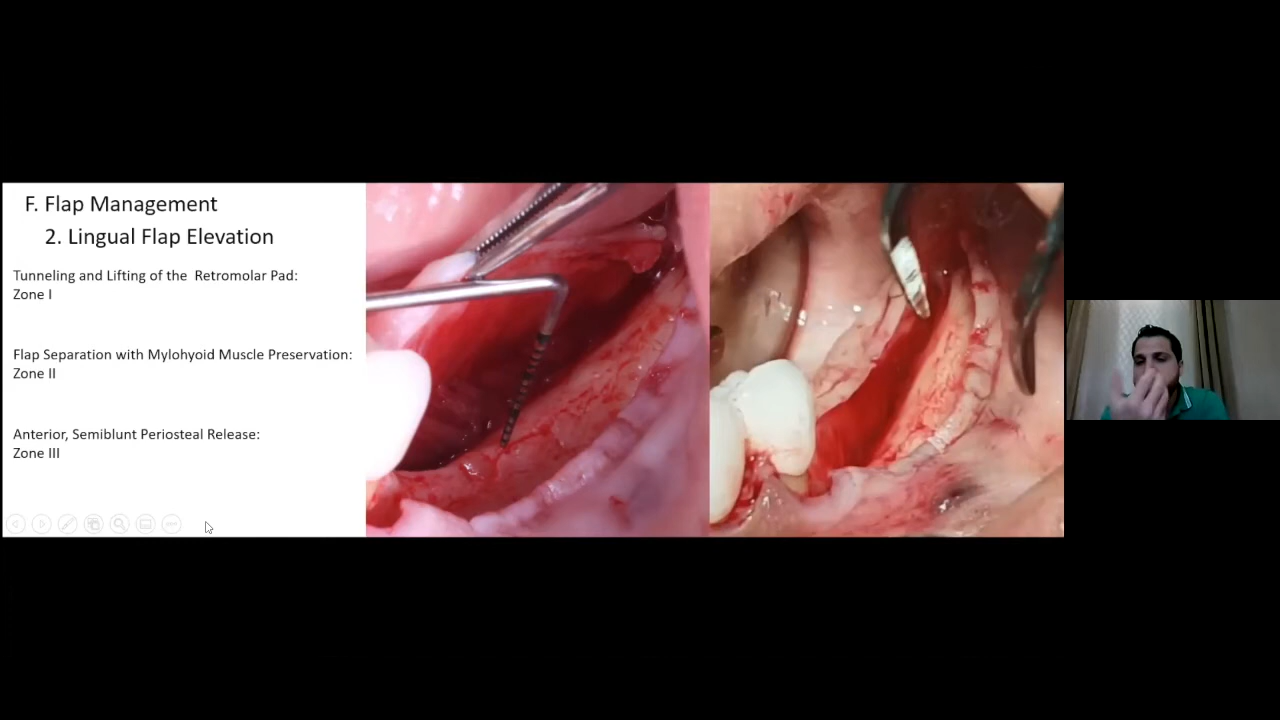 F. Flap Management
2. Lingual Flap Elevation
Tunneling and Lifting of the Retromolar Pad:
Zone I
Flap Separation with Mylohyoid Muscle Preservation:
Zone II
Anterior, Semiblunt Periosteal Release:
Zone III